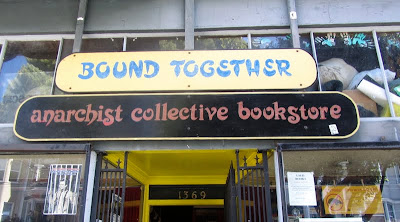 BOUND TOGETHER
anarchist collective bookstore
1369